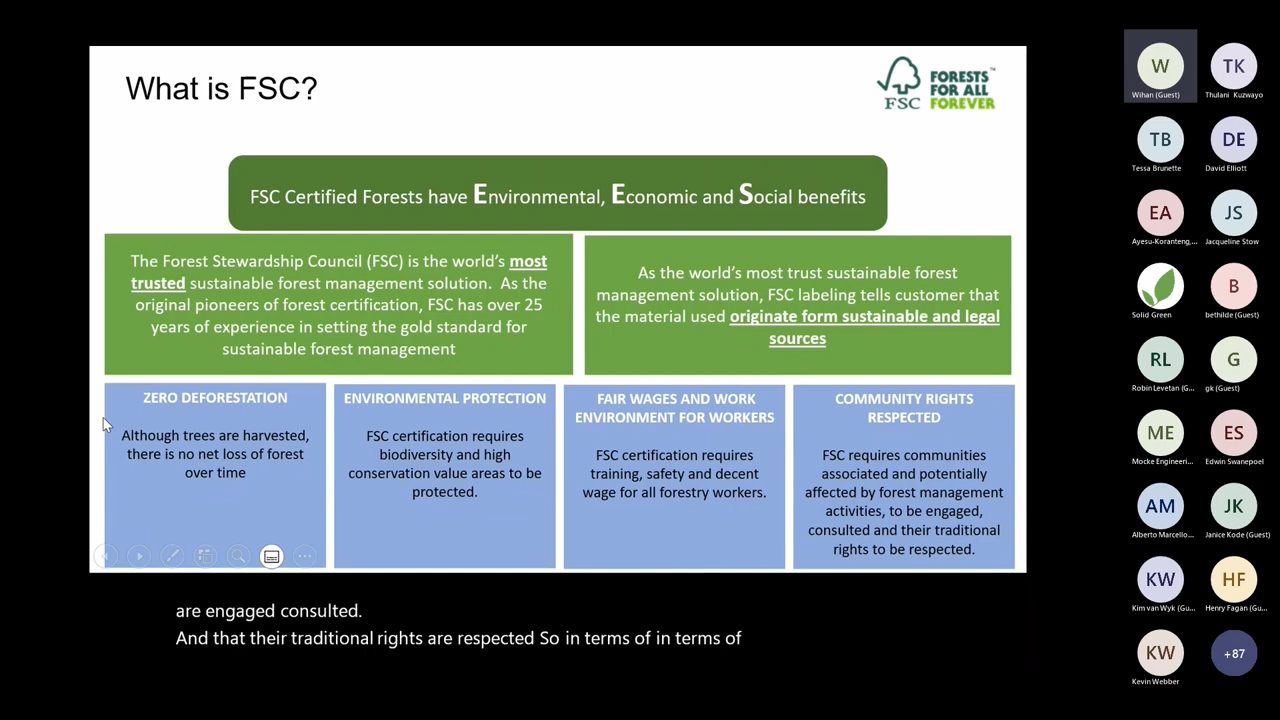 What is FSC?
FSC
FORESTS
FOR ALL
FOREVER
™
FSC Certified Forests have Environmental, Economic and Social benefits
The Forest Stewardship Council (FSC) is the world's most
trusted sustainable forest management solution. As the
original pioneers of forest certification, FSC has over 25
years of experience in setting the gold standard for
sustainable forest management
As the world's most trust sustainable forest
management solution, FSC labeling tells customer that
the material used originate form sustainable and legal
sources
ZERO DEFORESTATION
Although trees are harvested,
there is no net loss of forest
over time
ENVIRONMENTAL PROTECTION
FSC certification requires
biodiversity and high
conservation value areas to be
protected.
FAIR WAGES AND WORK
ENVIRONMENT FOR WORKERS
FSC certification requires
training, safety and decent
wage for all forestry workers.
COMMUNITY RIGHTS
RESPECTED
FSC requires communities
associated and potentially
affected by forest management
activities, to be engaged,
consulted and their traditional
rights to be respected.
are engaged consulted.
And that their traditional rights are respected So in terms of in terms of
W
Wihan (Guest)
TK
Thulani Kuzwayo
TB
Tessa Brunette
DE
David Elliott
EA
Ayesu-Koranteng,...
JS
Jacqueline Stow
Solid Green
B
bethilde (Guest)
RL
Robin Levetan (G...
G
gk (Guest)
ME
Mocke Engineeri...
ES
Edwin Swanepoel
AM
Alberto Marcello...
JK
Janice Kode (Guest)
KW
Kim van Wyk (Gu...
HF
Henry Fagan (Gu...
KW
Kevin Webber
+87